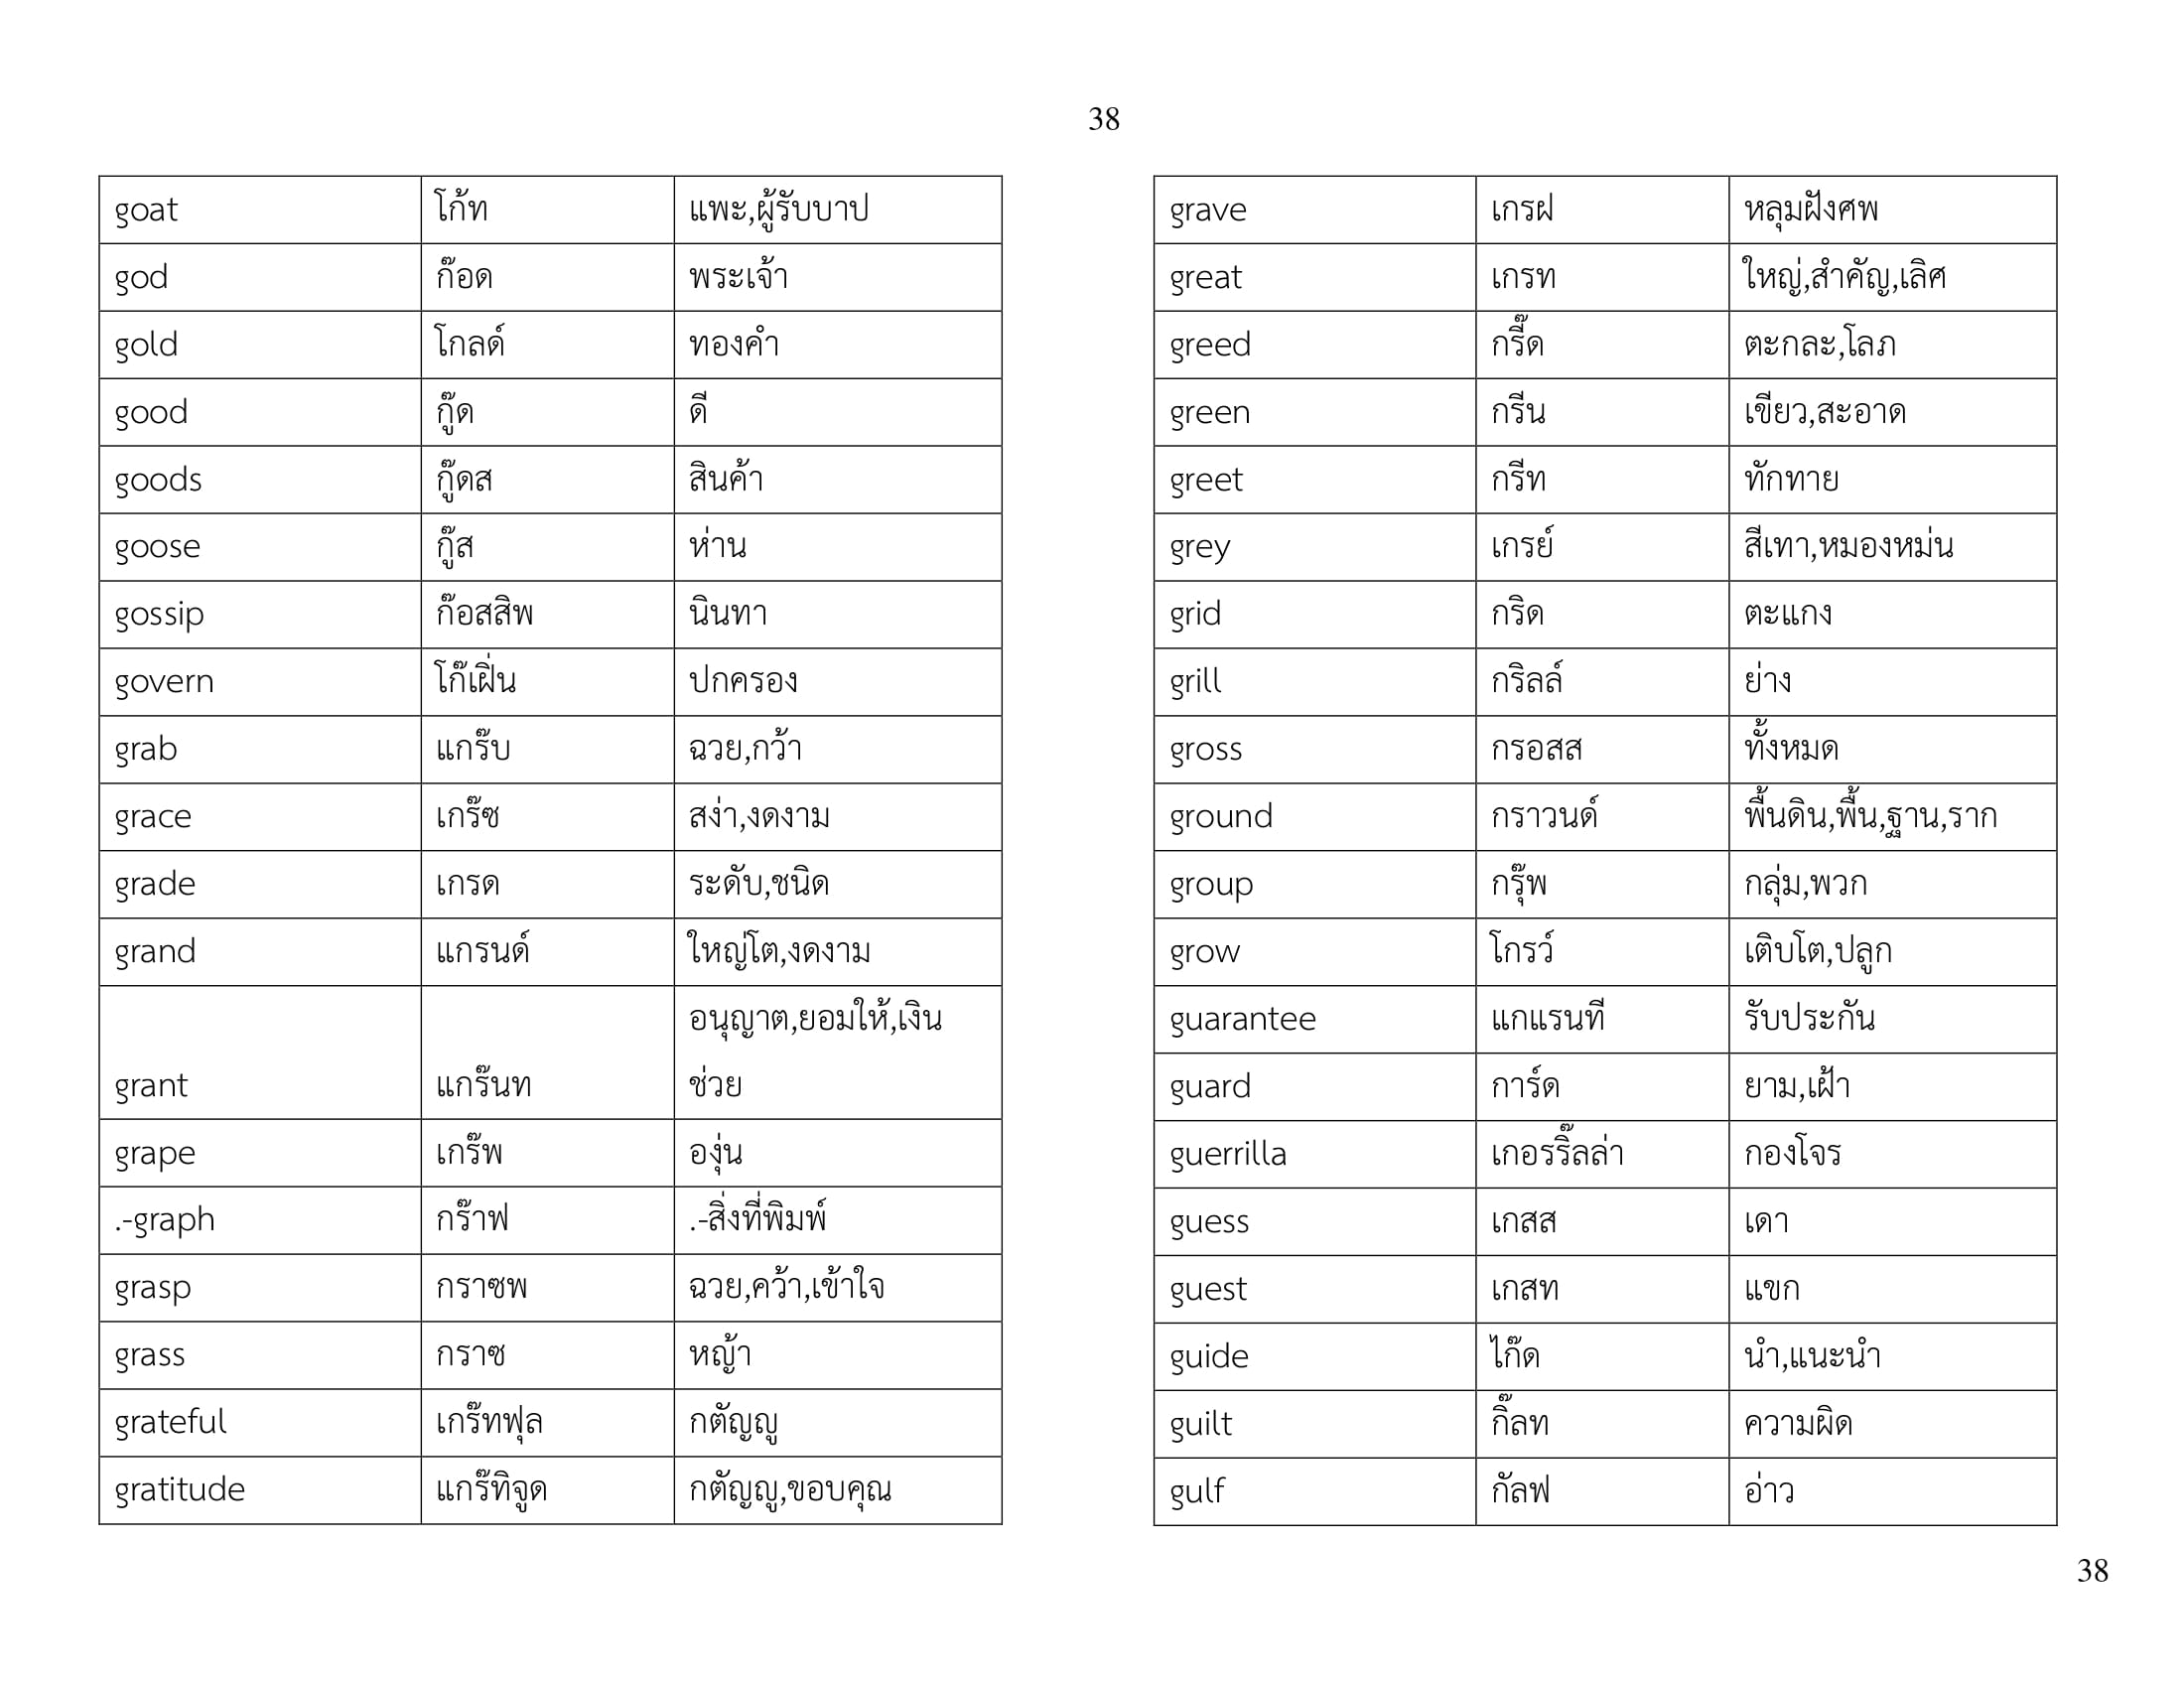 38
goat โก้ท แพะ,ผู้รับบาป
god ก๊อด พระเจ้า
gold โกลด์ ทองคำ
good กู๊ด ดี
goods กู๊ดส สินค้า
goose กู๊ส ห่าน
gossip ก๊อสสิพ นินทา
govern โก๊เฝิ่น ปกครอง
grab แกร๊บ ฉวย,กว้า
grace เกร๊ซ สง่า,งดงาม
grade เกรด ระดับ,ชนิด
grand แกรนด์ ใหญ่โต,งดงาม
อนุญาต,ยอมให้,เงิน
grant แกร๊นท ช่วย
grape เกร๊พ องุ่น
.-graph กร๊าฟ .-สิ่งที่พิมพ์
grasp กราซพ ฉวย,คว้า,เข้าใจ
grass กราซ หญ้า
grateful เกร๊ทฟุล กตัญญู
gratitude แกร๊ทิจูด กตัญญู,ขอบคุณ
grave เกรฝ หลุมฝังศพ
great เกรท ใหญ่,สำคัญ,เลิศ
greed กรี๊ด ตะกละ,โลภ
green กรีน เขียว,สะอาด
greet กรีท ทักทาย
grey เกรย์ สีเทา,หมองหม่น
grid กริด ตะแกง
grill กริลล์ ย่าง
gross กรอสส ทั้งหมด
ground กราวนด์ พื้นดิน,พื้น,ฐาน,ราก
group กรุ๊พ กลุ่ม,พวก
grow โกรว์ เติบโต,ปลูก
guarantee แกแรนที รับประกัน
guard การ์ด ยาม,เฝ้า
guerrilla เกอรริ๊ลล่า กองโจร
guess เกสส เดา
guest เกสท แขก
guide ไก๊ด นำ,แนะนำ
guilt กิ๊ลท ความผิด
gulf กัลฟ อ่าว
38